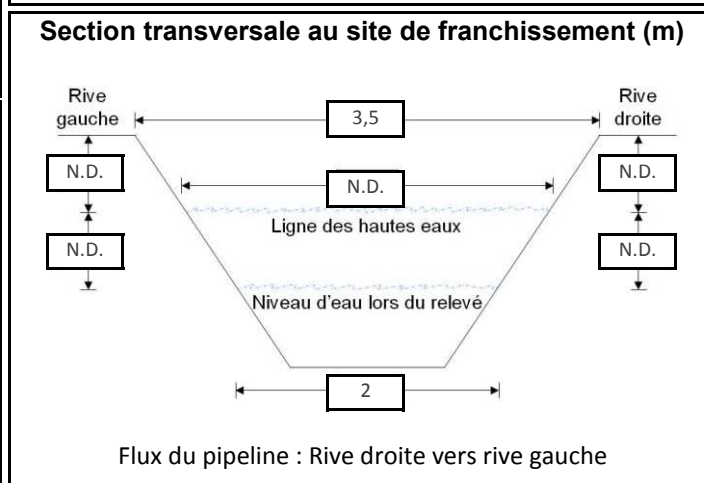 Section transversale au site de franchissement (m)
Rive gauche
3,5
Rive droite
N.D.
N.D.
N.D.
Ligne des hautes eaux
N.D.
N.D.
Niveau d'eau lors du relevé
2
Flux du pipeline : Rive droite vers rive gauche